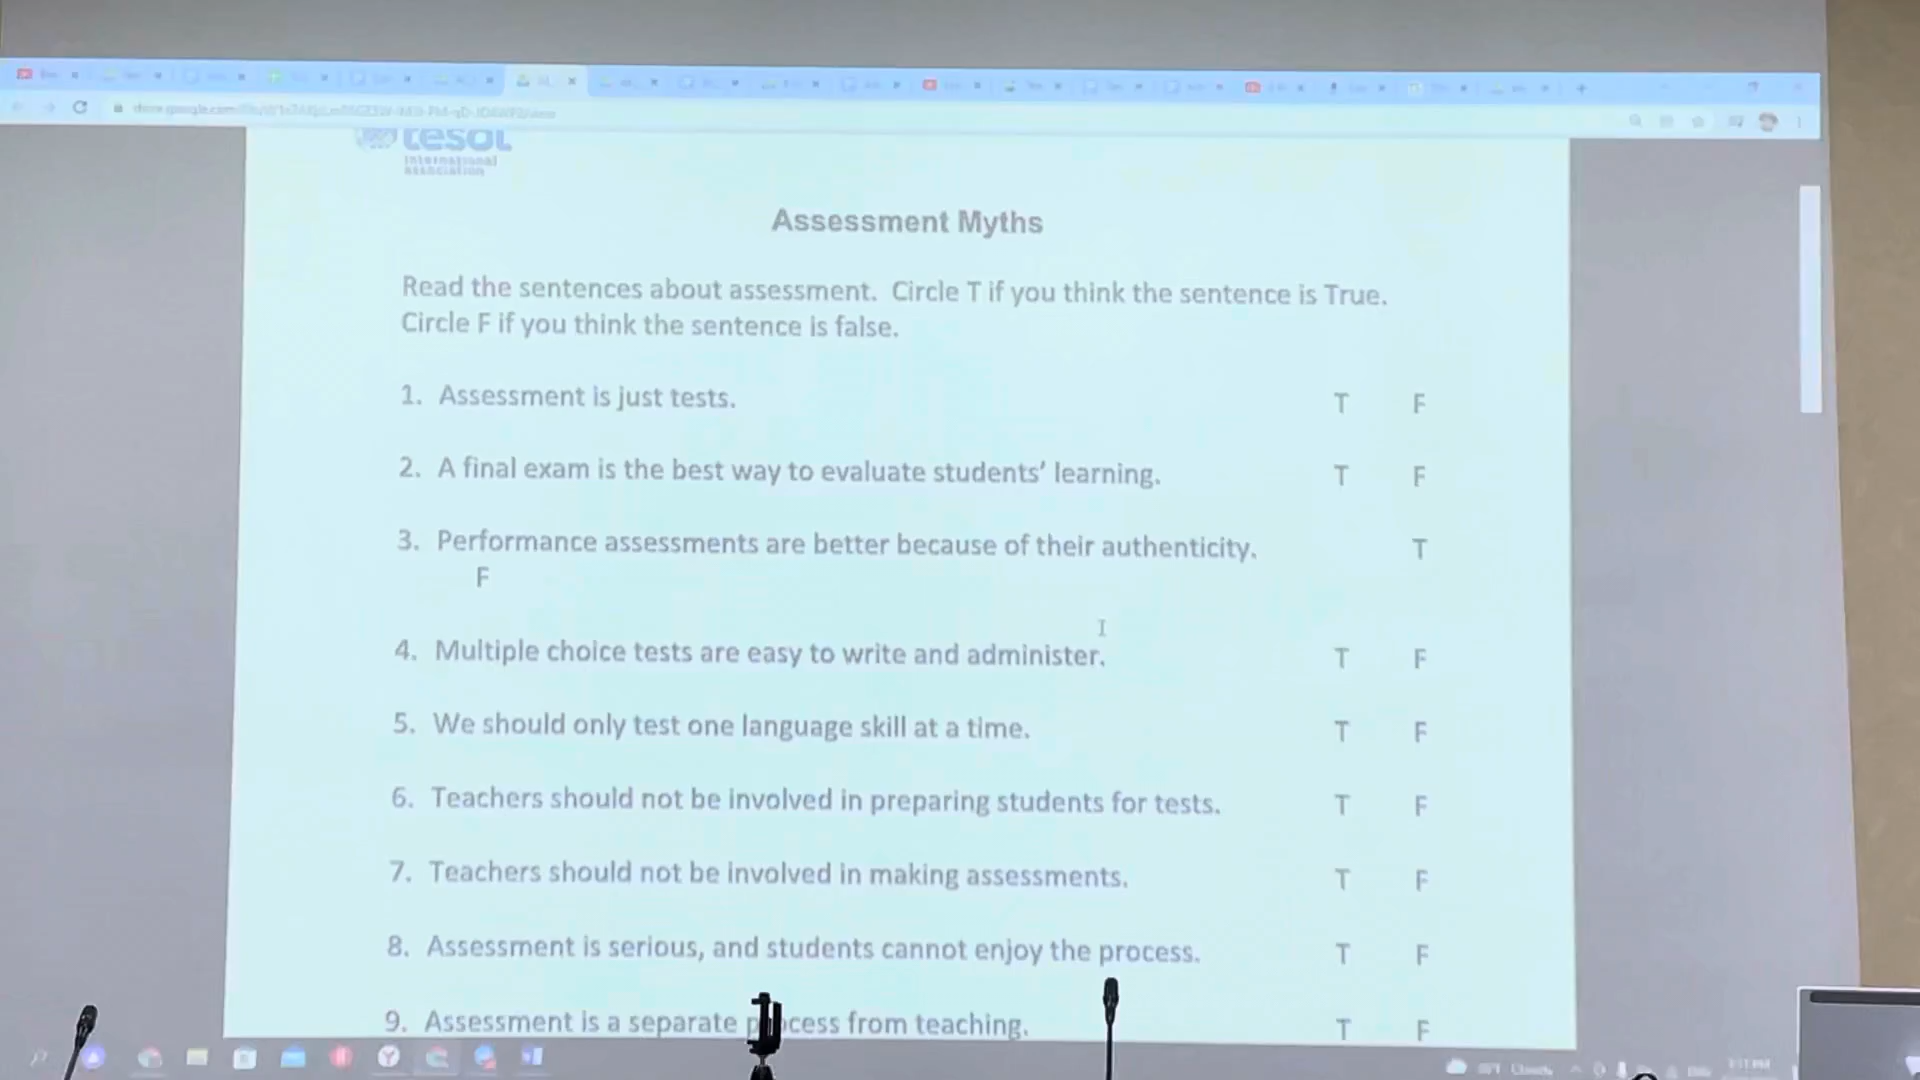 tesol
international
association
Assessment Myths
Read the sentences about assessment. Circle T if you think the sentence is True.
Circle F if you think the sentence is false.
1. Assessment is just tests. T F
2. A final exam is the best way to evaluate students' learning. T F
3. Performance assessments are better because of their authenticity. T
F
4. Multiple choice tests are easy to write and administer. T F
5. We should only test one language skill at a time. T F
6. Teachers should not be involved in preparing students for tests. T F
7. Teachers should not be involved in making assessments. T F
8. Assessment is serious, and students cannot enjoy the process. T F
9. Assessment is a separate process from teaching. T F